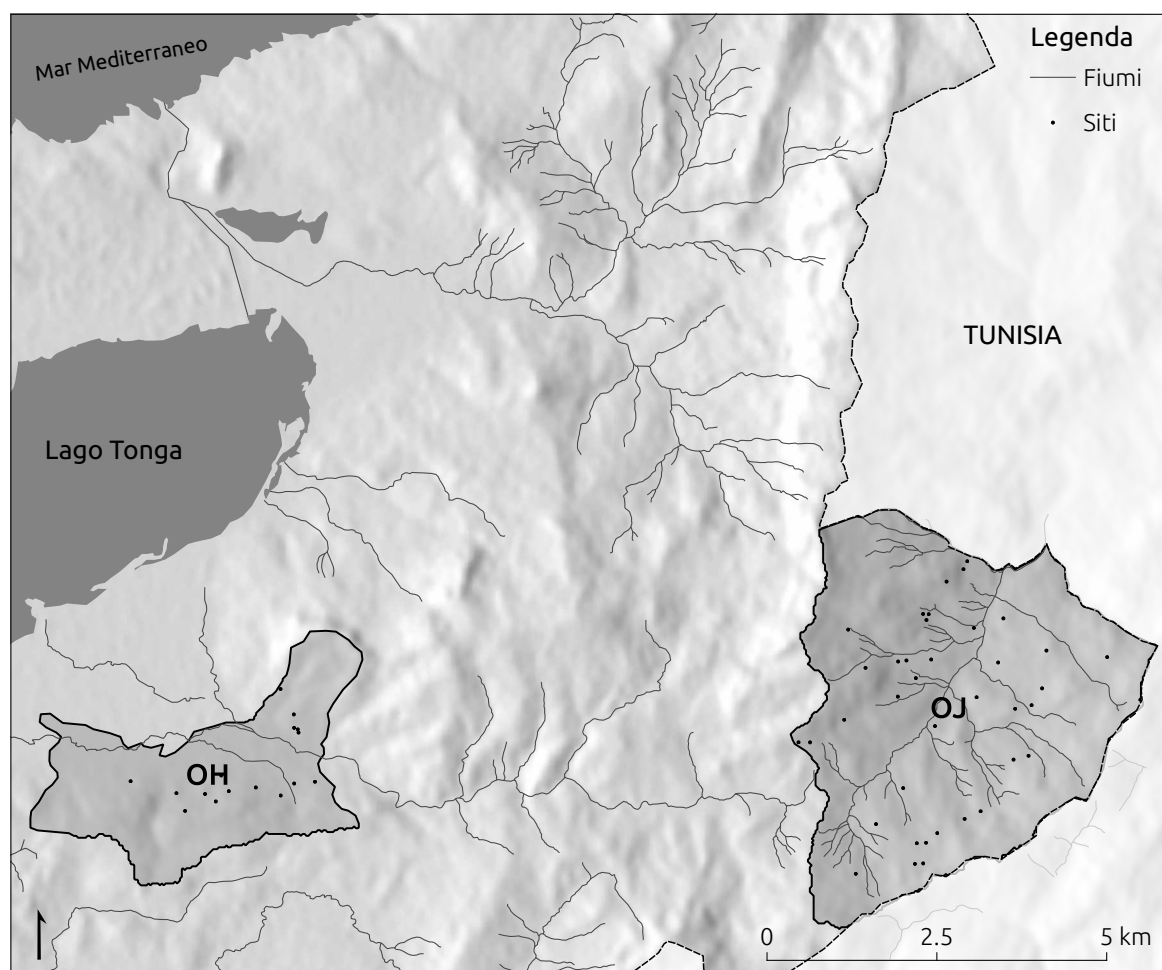 Mar Mediterraneo
Legenda
Fiumi
Siti
TUNISIA
Lago Tonga
OJ
OH
0 2.5 5 km